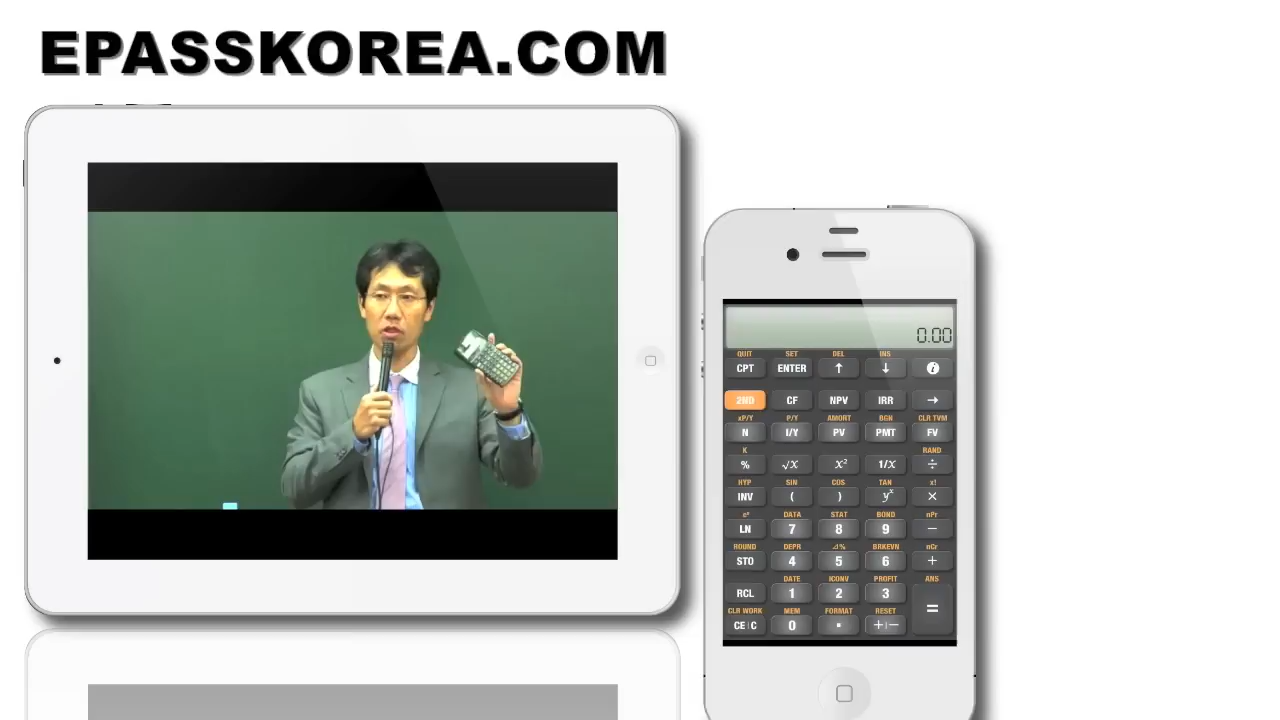 EPASSKOREA.COM
0.00
QUIT SET DEL INS
CPT ENTER ↑ ↓ i
2ND CF NPV IRR →
xP/Y P/Y AMORT BGN CLR TVM
N I/Y PV PMT FV
K RAND
% √x x² 1/x ÷
HYP SIN COS TAN x!
INV ( ) yˣ ×
eˣ DATA STAT BOND nPr
LN 7 8 9 −
ROUND DEPR ⊿% BRKEVN nCr
STO 4 5 6 +
DATE ICONV PROFIT ANS
RCL 1 2 3 =
CLR WORK MEM FORMAT RESET
CE|C 0 . +|−